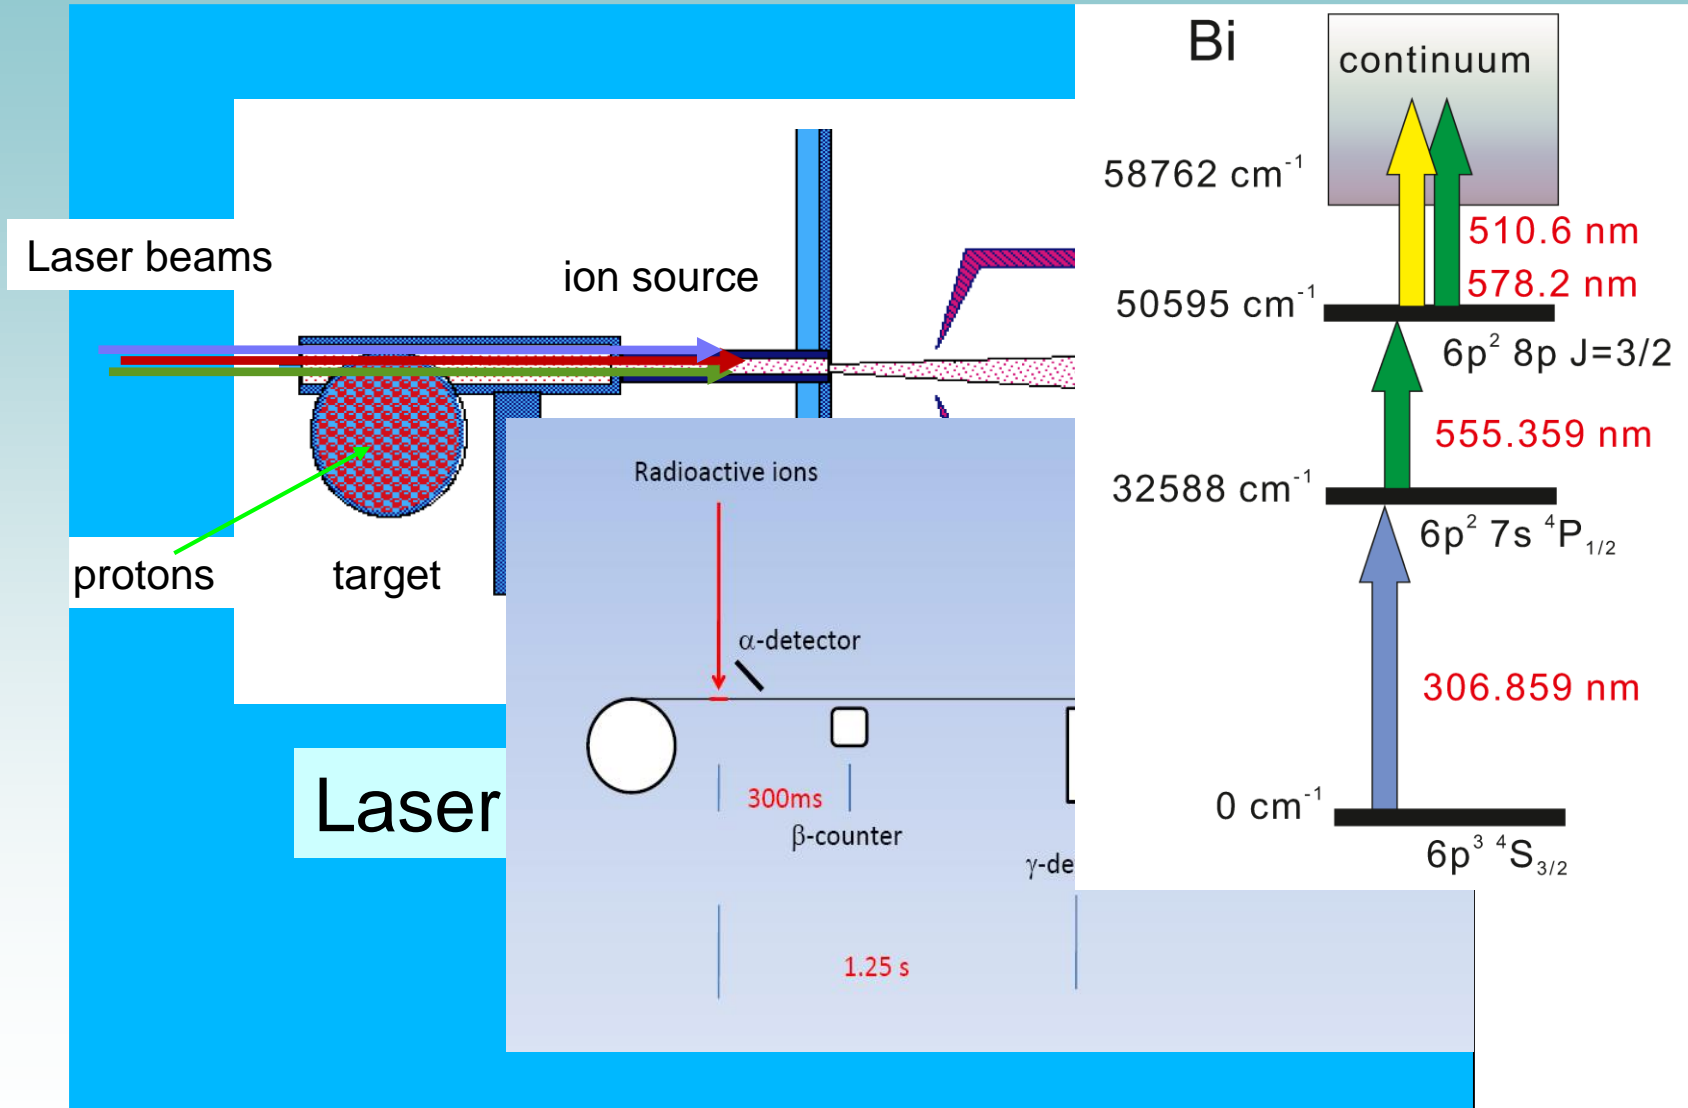 Bi
continuum
58762 cm⁻¹
510.6 nm
578.2 nm
50595 cm⁻¹
6p² 8p J=3/2
555.359 nm
32588 cm⁻¹
6p² 7s ⁴P₁/₂
306.859 nm
0 cm⁻¹
6p³ ⁴S₃/₂
Laser beams
ion source
protons
target
Laser
Radioactive ions
α-detector
300ms
β-counter
γ-de
1.25 s